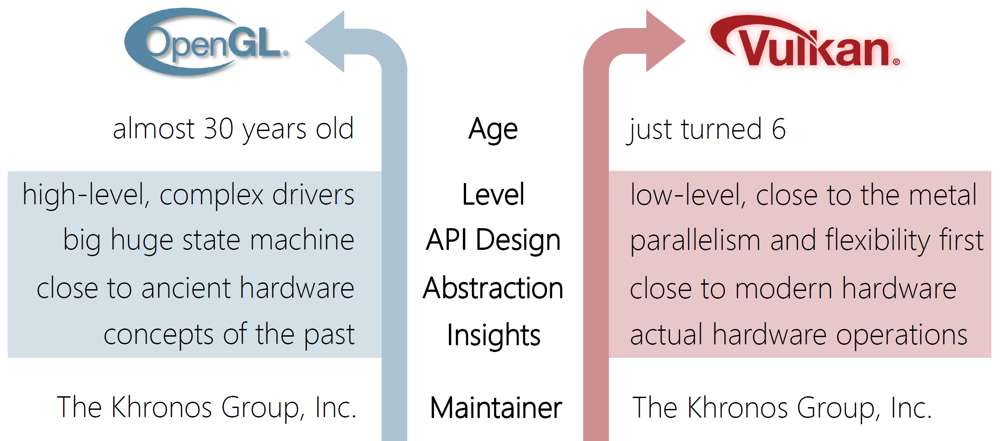 OpenGL®
Vulkan®
almost 30 years old
Age
just turned 6
high-level, complex drivers
Level
low-level, close to the metal
big huge state machine
API Design
parallelism and flexibility first
close to ancient hardware
Abstraction
close to modern hardware
concepts of the past
Insights
actual hardware operations
The Khronos Group, Inc.
Maintainer
The Khronos Group, Inc.